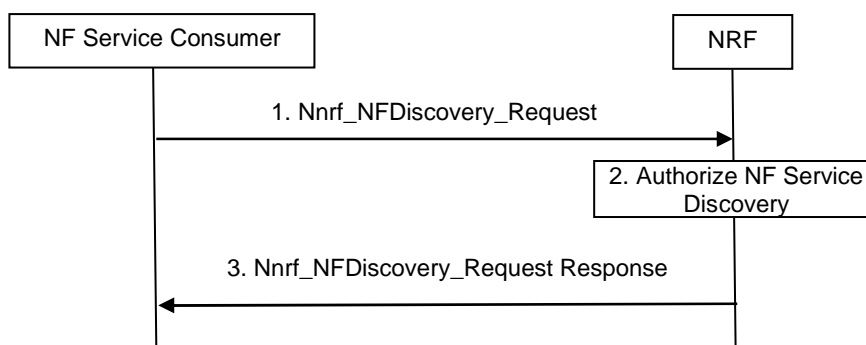 NF Service Consumer
NRF
1. Nnrf_NFDiscovery_Request
2. Authorize NF Service
Discovery
3. Nnrf_NFDiscovery_Request Response